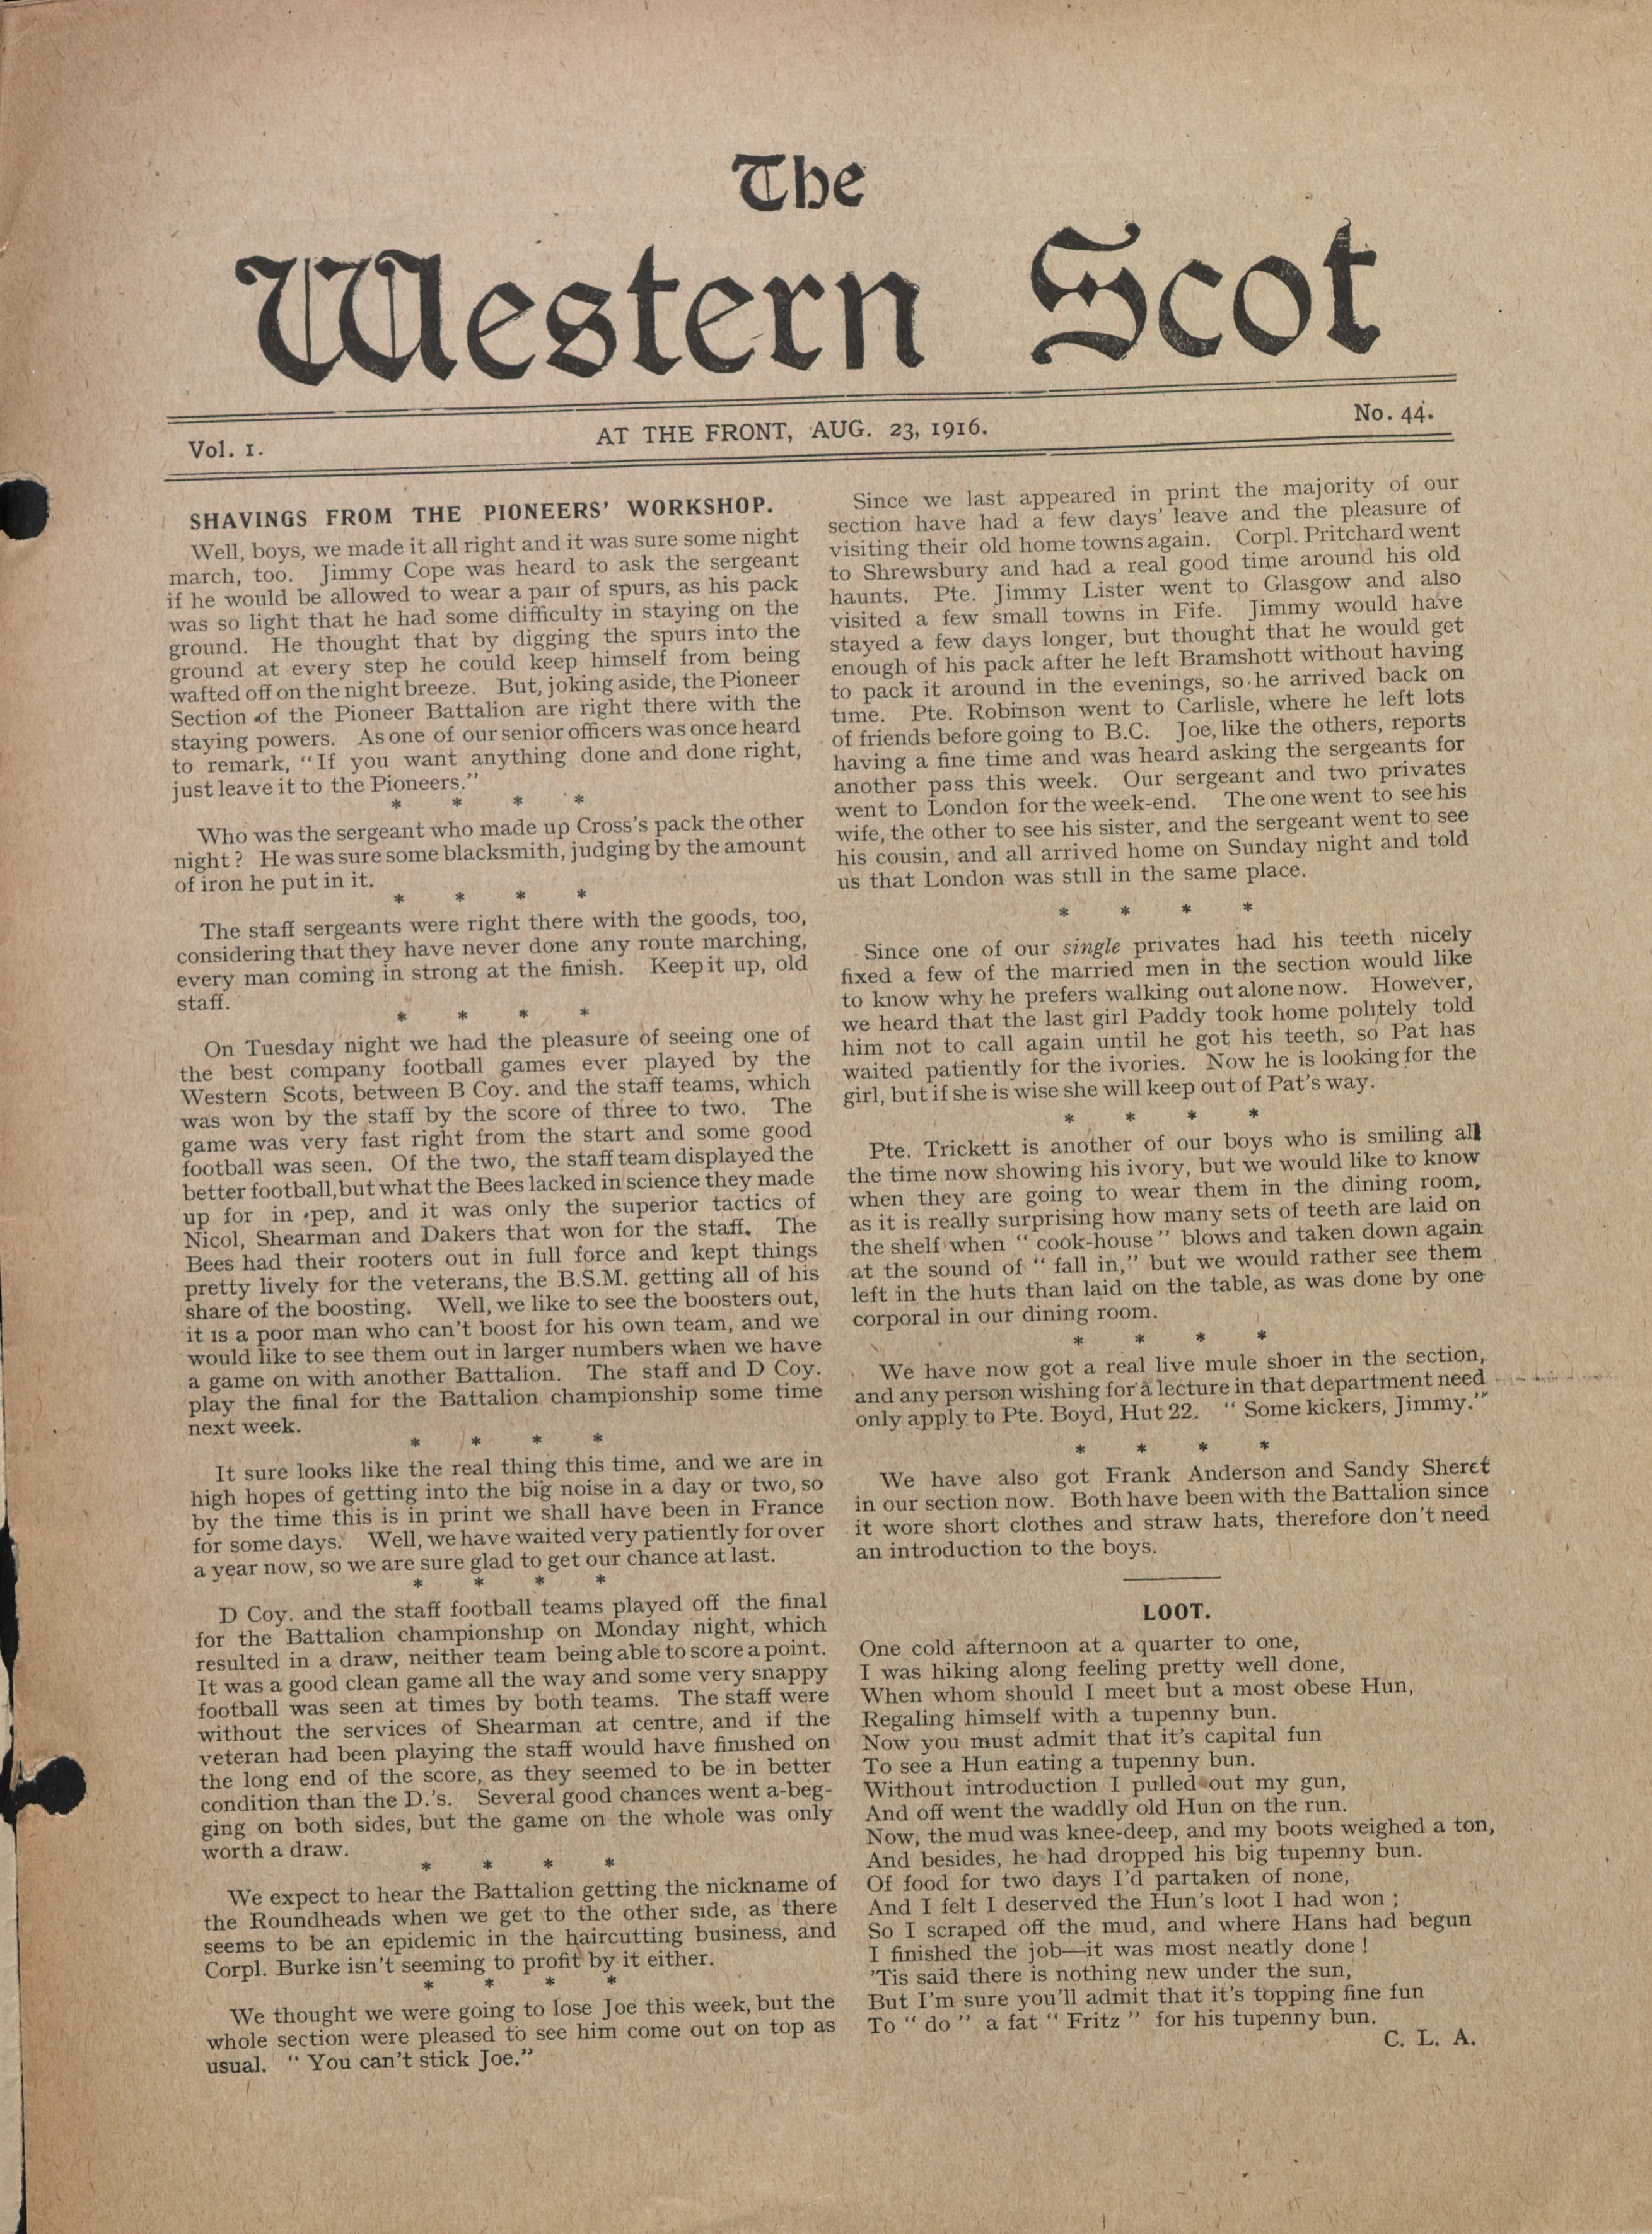 The
Western Scot
Vol. 1.
AT THE FRONT, AUG. 23, 1916.
No. 44.
SHAVINGS FROM THE PIONEERS' WORKSHOP.
Well, boys, we made it all right and it was sure some night
march, too. Jimmy Cope was heard to ask the sergeant
if he would be allowed to wear a pair of spurs, as his pack
was so light that he had some difficulty in staying on the
ground. He thought that by digging the spurs into the
ground at every step he could keep himself from being
wafted off on the night breeze. But, joking aside, the Pioneer
Section of the Pioneer Battalion are right there with the
staying powers. As one of our senior officers was once heard
to remark, "If you want anything done and done right,
just leave it to the Pioneers."
* * * *
Who was the sergeant who made up Cross's pack the other
night? He was sure some blacksmith, judging by the amount
of iron he put in it.
* * * *
The staff sergeants were right there with the goods, too,
considering that they have never done any route marching,
every man coming in strong at the finish. Keep it up, old
staff.
* * * *
On Tuesday night we had the pleasure of seeing one of
the best company football games ever played by the
Western Scots, between B Coy. and the staff teams, which
was won by the staff by the score of three to two. The
game was very fast right from the start and some good
football was seen. Of the two, the staff team displayed the
better football, but what the Bees lacked in science they made
up for in pep, and it was only the superior tactics of
Nicol, Shearman and Dakers that won for the staff. The
Bees had their rooters out in full force and kept things
pretty lively for the veterans, the B.S.M. getting all of his
share of the boosting. Well, we like to see the boosters out,
it is a poor man who can't boost for his own team, and we
would like to see them out in larger numbers when we have
a game on with another Battalion. The staff and D Coy.
play the final for the Battalion championship some time
next week.
* * * *
It sure looks like the real thing this time, and we are in
high hopes of getting into the big noise in a day or two, so
by the time this is in print we shall have been in France
for some days. Well, we have waited very patiently for over
a year now, so we are sure glad to get our chance at last.
* * * *
D Coy. and the staff football teams played off the final
for the Battalion championship on Monday night, which
resulted in a draw, neither team being able to score a point.
It was a good clean game all the way and some very snappy
football was seen at times by both teams. The staff were
without the services of Shearman at centre, and if the
veteran had been playing the staff would have finished on
the long end of the score, as they seemed to be in better
condition than the D.'s. Several good chances went a-beg-
ging on both sides, but the game on the whole was only
worth a draw.
* * * *
We expect to hear the Battalion getting the nickname of
the Roundheads when we get to the other side, as there
seems to be an epidemic in the haircutting business, and
Corpl. Burke isn't seeming to profit by it either.
* * * *
We thought we were going to lose Joe this week, but the
whole section were pleased to see him come out on top as
usual. "You can't stick Joe."
Since we last appeared in print the majority of our
section have had a few days' leave and the pleasure of
visiting their old home towns again. Corpl. Pritchard went
to Shrewsbury and had a real good time around his old
haunts. Pte. Jimmy Lister went to Glasgow and also
visited a few small towns in Fife. Jimmy would have
stayed a few days longer, but thought that he would get
enough of his pack after he left Bramshott without having
to pack it around in the evenings, so he arrived back on
time. Pte. Robinson went to Carlisle, where he left lots
of friends before going to B.C. Joe, like the others, reports
having a fine time and was heard asking the sergeants for
another pass this week. Our sergeant and two privates
went to London for the week-end. The one went to see his
wife, the other to see his sister, and the sergeant went to see
his cousin, and all arrived home on Sunday night and told
us that London was still in the same place.
* * * *
Since one of our single privates had his teeth nicely
fixed a few of the married men in the section would like
to know why he prefers walking out alone now. However,
we heard that the last girl Paddy took home politely told
him not to call again until he got his teeth, so Pat has
waited patiently for the ivories. Now he is looking for the
girl, but if she is wise she will keep out of Pat's way.
* * * *
Pte. Trickett is another of our boys who is smiling all
the time now showing his ivory, but we would like to know
when they are going to wear them in the dining room,
as it is really surprising how many sets of teeth are laid on
the shelf when "cook-house" blows and taken down again
at the sound of "fall in," but we would rather see them
left in the huts than laid on the table, as was done by one
corporal in our dining room.
* * * *
We have now got a real live mule shoer in the section,
and any person wishing for a lecture in that department need
only apply to Pte. Boyd, Hut 22. "Some kickers, Jimmy."
* * * *
We have also got Frank Anderson and Sandy Sheret
in our section now. Both have been with the Battalion since
it wore short clothes and straw hats, therefore don't need
an introduction to the boys.
LOOT.
One cold afternoon at a quarter to one,
I was hiking along feeling pretty well done,
When whom should I meet but a most obese Hun,
Regaling himself with a tupenny bun.
Now you must admit that it's capital fun
To see a Hun eating a tupenny bun.
Without introduction I pulled out my gun,
And off went the waddly old Hun on the run.
Now, the mud was knee-deep, and my boots weighed a ton,
And besides, he had dropped his big tupenny bun.
Of food for two days I'd partaken of none,
And I felt I deserved the Hun's loot I had won;
So I scraped off the mud, and where Hans had begun
I finished the job—it was most neatly done!
'Tis said there is nothing new under the sun,
But I'm sure you'll admit that it's topping fine fun
To "do" a fat "Fritz" for his tupenny bun.
C. L. A.